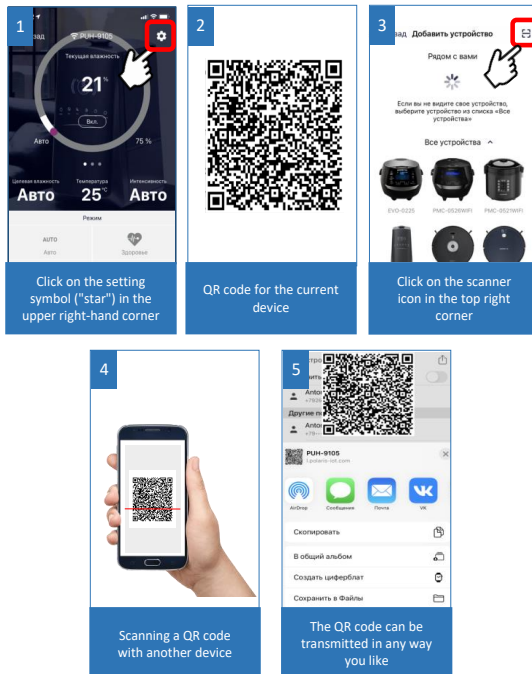 1
зад
PUH-9105
Текущая влажность
21
Вкл.
Авто
75 %
Целевая влажность
Температура
Интенсивность
Авто
25°C
Авто
Режим
AUTO
Авто
Здоровье
Click on the setting
symbol ("star") in the
upper right-hand corner
2
QR code for the current
device
3
ад Добавить устройство
Рядом с вами
Если вы не видите свое устройство,
выберите устройство из списка «Все
устройства»
Все устройства
EVO-0225
PMC-0526WIFI
PMC-0521WIFI
Click on the scanner
icon in the top right
corner
4
Scanning a QR code
with another device
5
PUH-9105
AirDrop
Сообщения
Почта
VK
Скопировать
В общий альбом
Создать циферблат
Сохранить в Файлы
The QR code can be
transmitted in any way
you like